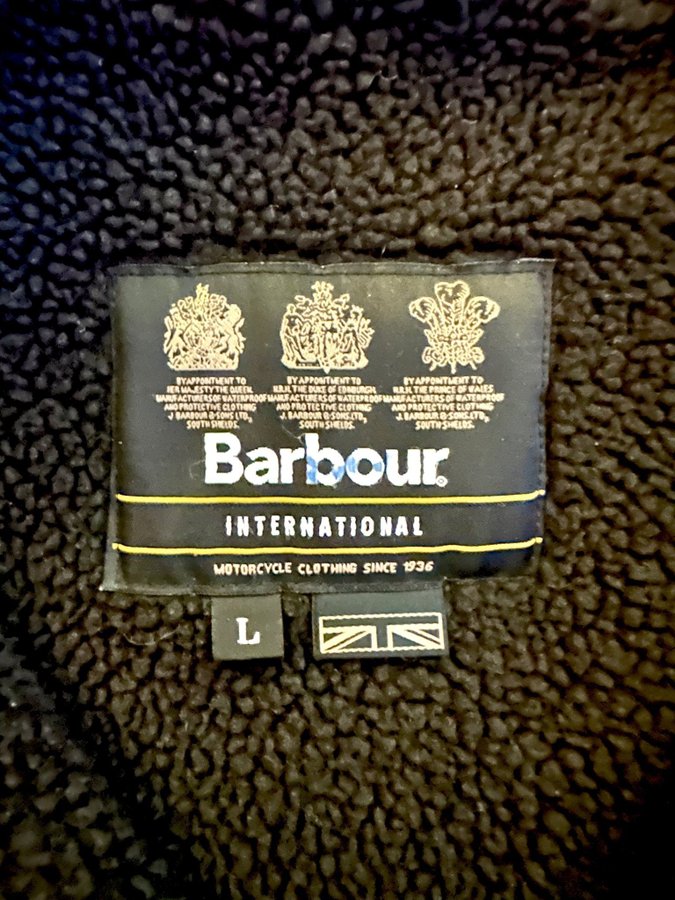 BY APPOINTMENT TO
HER MAJESTY THE QUEEN
MANUFACTURERS OF WATERPROOF
AND PROTECTIVE CLOTHING
J. BARBOUR & SONS LTD.,
SOUTH SHIELDS.
BY APPOINTMENT TO
H.R.H. THE DUKE OF EDINBURGH
MANUFACTURERS OF WATERPROOF
AND PROTECTIVE CLOTHING
J. BARBOUR & SONS LTD.,
SOUTH SHIELDS.
BY APPOINTMENT TO
H.R.H. THE PRINCE OF WALES
MANUFACTURERS OF WATERPROOF
AND PROTECTIVE CLOTHING
J. BARBOUR & SONS LTD.,
SOUTH SHIELDS.
Barbour®
INTERNATIONAL
MOTORCYCLE CLOTHING SINCE 1936
L